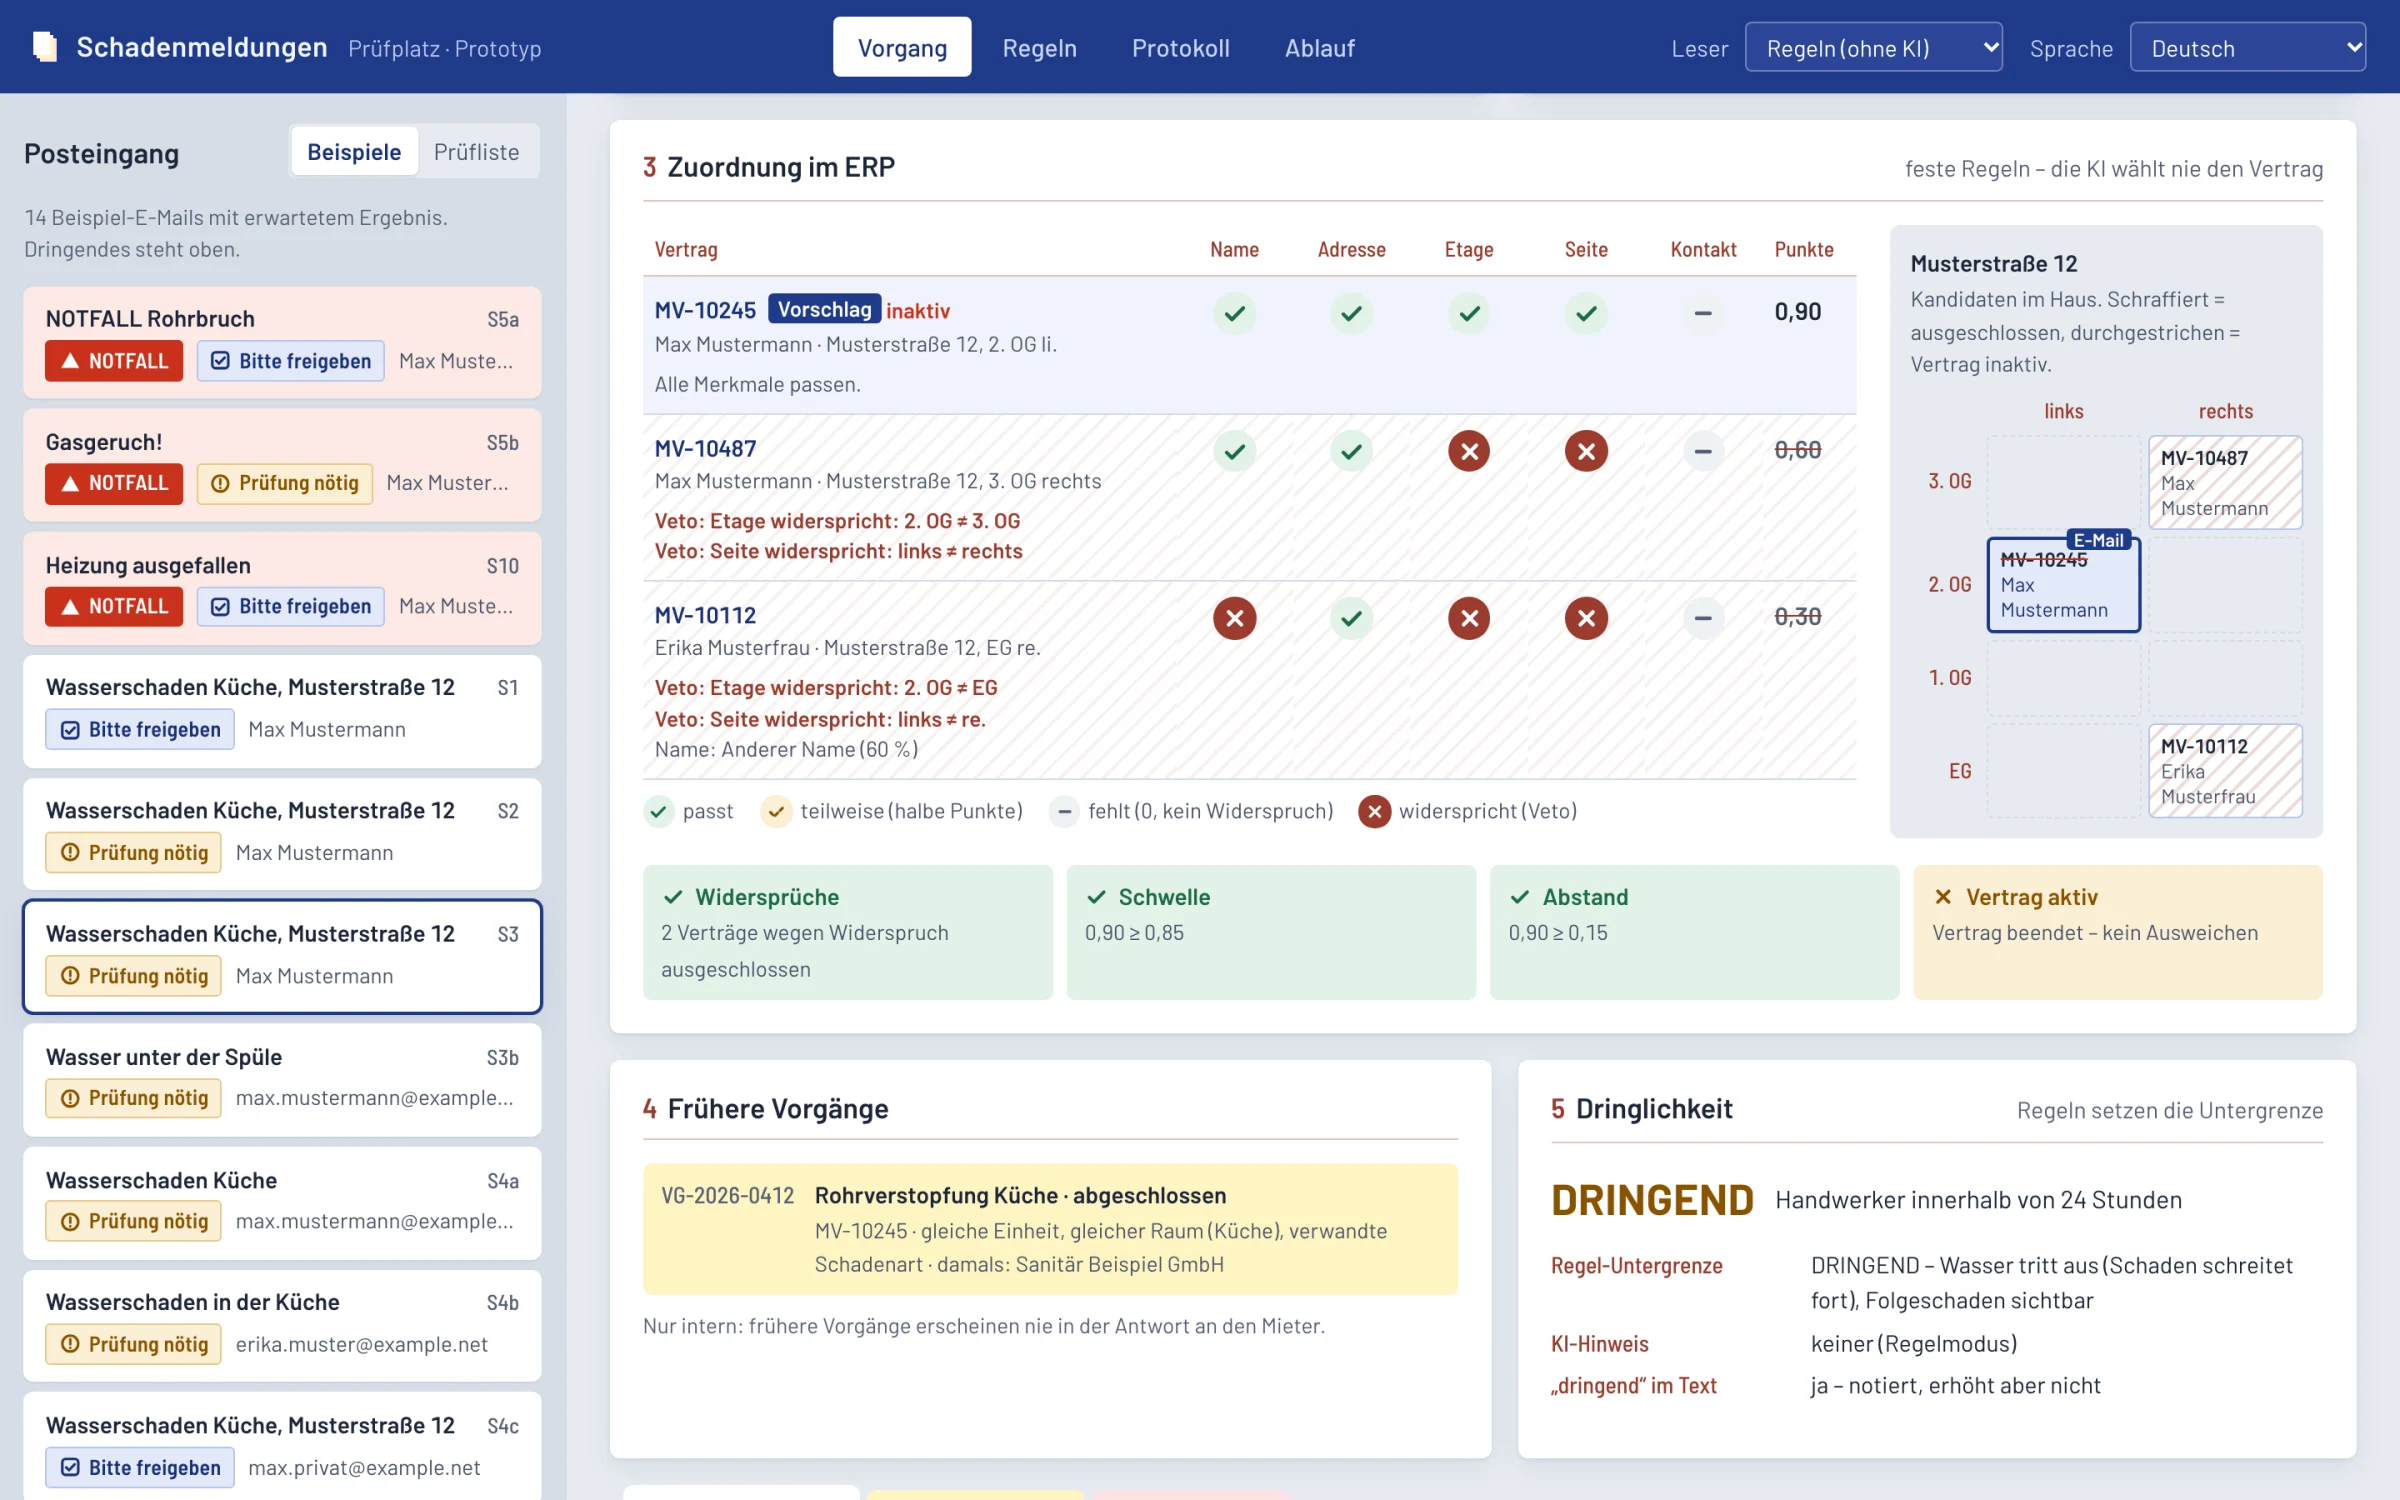 Schadenmeldungen Prüfplatz · Prototyp
Vorgang Regeln Protokoll Ablauf
Leser Regeln (ohne KI) Sprache Deutsch
Posteingang Beispiele Prüfliste
14 Beispiel-E-Mails mit erwartetem Ergebnis.
Dringendes steht oben.
NOTFALL Rohrbruch S5a
NOTFALL Bitte freigeben Max Muste...
Gasgeruch! S5b
NOTFALL Prüfung nötig Max Muster...
Heizung ausgefallen S10
NOTFALL Bitte freigeben Max Muste...
Wasserschaden Küche, Musterstraße 12 S1
Bitte freigeben Max Mustermann
Wasserschaden Küche, Musterstraße 12 S2
Prüfung nötig Max Mustermann
Wasserschaden Küche, Musterstraße 12 S3
Prüfung nötig Max Mustermann
Wasser unter der Spüle S3b
Prüfung nötig max.mustermann@example...
Wasserschaden Küche S4a
Prüfung nötig max.mustermann@example...
Wasserschaden in der Küche S4b
Prüfung nötig erika.muster@example.net
Wasserschaden Küche, Musterstraße 12 S4c
Bitte freigeben max.privat@example.net
3 Zuordnung im ERP feste Regeln – die KI wählt nie den Vertrag
Vertrag Name Adresse Etage Seite Kontakt Punkte
MV-10245 Vorschlag inaktiv 0,90
Max Mustermann · Musterstraße 12, 2. OG li.
Alle Merkmale passen.
MV-10487 0,60
Max Mustermann · Musterstraße 12, 3. OG rechts
Veto: Etage widerspricht: 2. OG ≠ 3. OG
Veto: Seite widerspricht: links ≠ rechts
MV-10112 0,30
Erika Musterfrau · Musterstraße 12, EG re.
Veto: Etage widerspricht: 2. OG ≠ EG
Veto: Seite widerspricht: links ≠ re.
Name: Anderer Name (60 %)
passt teilweise (halbe Punkte) fehlt (0, kein Widerspruch) widerspricht (Veto)
Musterstraße 12
Kandidaten im Haus. Schraffiert =
ausgeschlossen, durchgestrichen =
Vertrag inaktiv.
links rechts
3. OG
MV-10487
Max
Mustermann
2. OG
E-Mail
MV-10245
Max
Mustermann
1. OG
EG
MV-10112
Erika
Musterfrau
Widersprüche
2 Verträge wegen Widerspruch
ausgeschlossen
Schwelle
0,90 ≥ 0,85
Abstand
0,90 ≥ 0,15
Vertrag aktiv
Vertrag beendet – kein Ausweichen
4 Frühere Vorgänge
VG-2026-0412 Rohrverstopfung Küche · abgeschlossen
MV-10245 · gleiche Einheit, gleicher Raum (Küche), verwandte
Schadenart · damals: Sanitär Beispiel GmbH
Nur intern: frühere Vorgänge erscheinen nie in der Antwort an den Mieter.
5 Dringlichkeit Regeln setzen die Untergrenze
DRINGEND Handwerker innerhalb von 24 Stunden
Regel-Untergrenze DRINGEND – Wasser tritt aus (Schaden schreitet
fort), Folgeschaden sichtbar
KI-Hinweis keiner (Regelmodus)
„dringend“ im Text ja – notiert, erhöht aber nicht